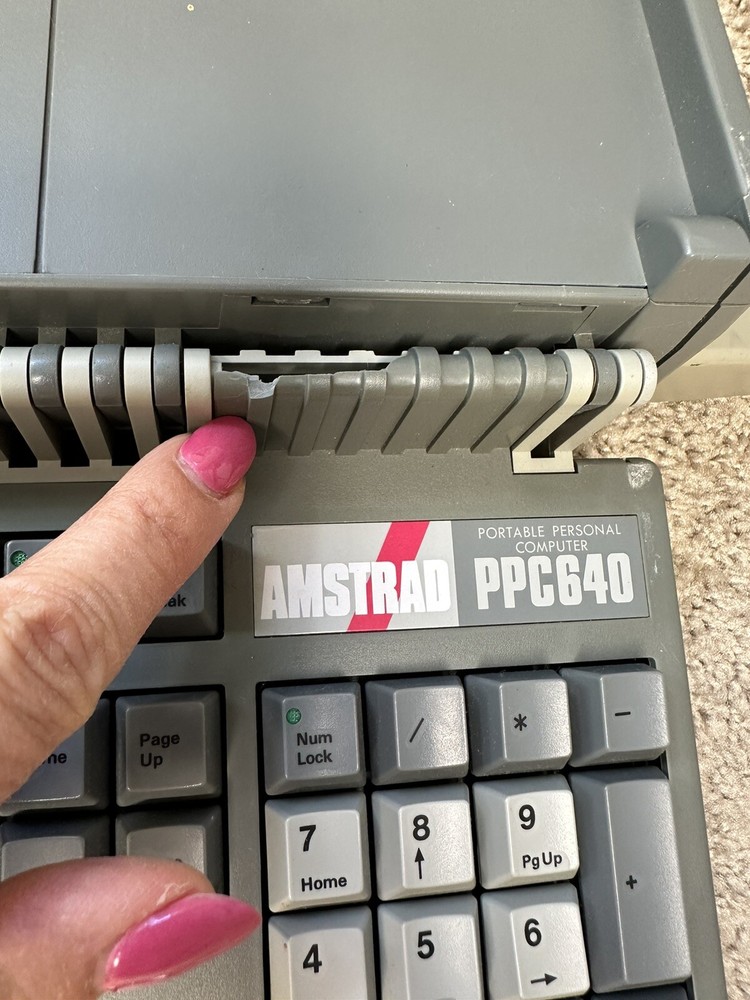 PORTABLE PERSONAL
COMPUTER
AMSTRAD PPC640
Num
Lock
/
*
-
Page
Up
7
Home
8
↑
9
PgUp
+
4
5
6
→